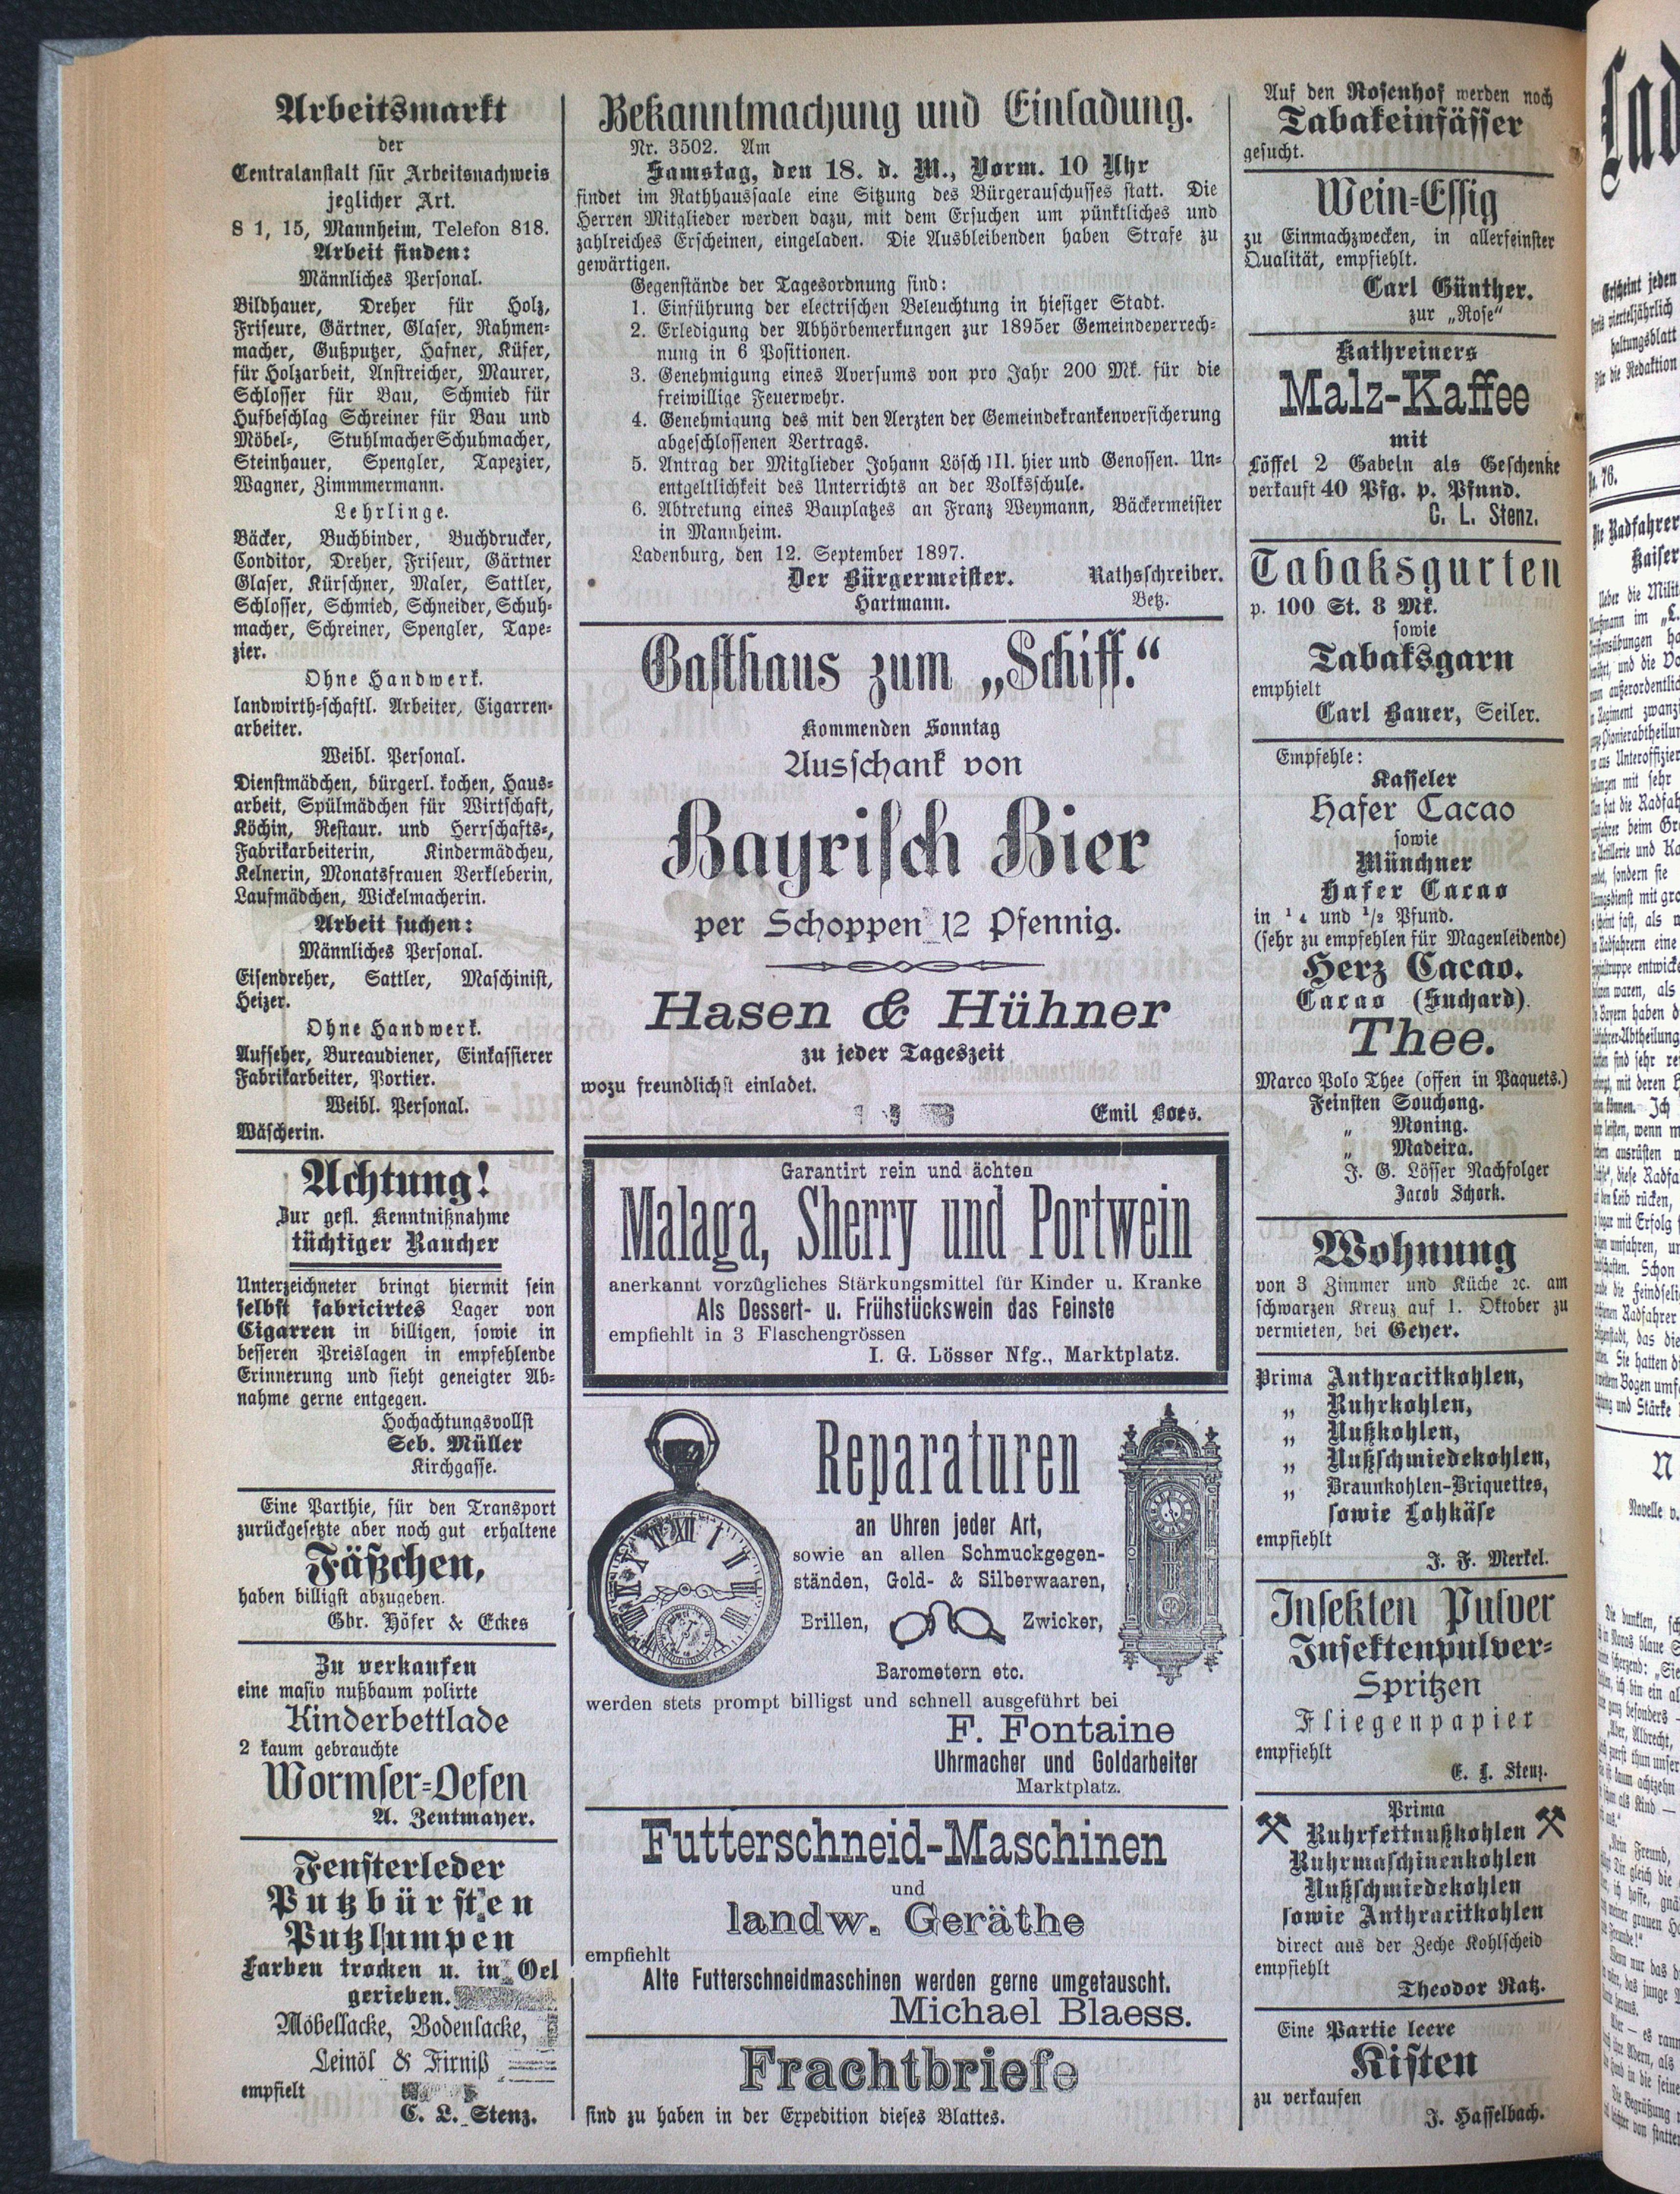 Arbeitsmarkt
der
Centralanstalt für Arbeitsnachweis
jeglicher Art.
S 1, 15, Mannheim, Telefon 818.
Arbeit finden:
Männliches Personal.
Bildhauer, Dreher für Holz,
Friseure, Gärtner, Glaser, Rahmen-
macher, Gußputzer, Hafner, Küfer,
für Holzarbeit, Anstreicher, Maurer,
Schlosser für Bau, Schmied für
Hufbeschlag Schreiner für Bau und
Möbel-, Stuhlmacher Schuhmacher,
Steinhauer, Spengler, Tapezier,
Wagner, Zimmmermann.
Lehrlinge.
Bäcker, Buchbinder, Buchdrucker,
Conditor, Dreher, Friseur, Gärtner
Glaser, Kürschner, Maler, Sattler,
Schlosser, Schmied, Schneider, Schuh-
macher, Schreiner, Spengler, Tape-
zier.
Ohne Handwerk.
landwirth-schaftl. Arbeiter, Cigarren-
arbeiter.
Weibl. Personal.
Dienstmädchen, bürgerl. kochen, Haus-
arbeit, Spülmädchen für Wirtschaft,
Köchin, Restaur. und Herrschafts-,
Fabrikarbeiterin, Kindermädcheu,
Kelnerin, Monatsfrauen Verkleberin,
Laufmädchen, Wickelmacherin.
Arbeit suchen:
Männliches Personal.
Eisendreher, Sattler, Maschinist,
Heizer.
Ohne Handwerk.
Aufseher, Bureaudiener, Einkassierer
Fabrikarbeiter, Portier.
Weibl. Personal.
Wäscherin.
Achtung!
Zur gefl. Kenntnißnahme
tüchtiger Raucher
Unterzeichneter bringt hiermit sein
selbst fabricirtes Lager von
Cigarren in billigen, sowie in
besseren Preislagen in empfehlende
Erinnerung und sieht geneigter Ab-
nahme gerne entgegen.
Hochachtungsvollst
Seb. Müller
Kirchgasse.
Eine Parthie, für den Transport
zurückgesetzte aber noch gut erhaltene
Fäßchen,
haben billigst abzugeben.
Gbr. Höfer & Eckes
Zu verkaufen
eine masiv nußbaum polirte
Kinderbettlade
2 kaum gebrauchte
Wormser-Oefen
A. Zentmayer.
Fensterleder
Putzbürsten
Putzlumpen
Farben trocken u. in Oel
gerieben.
Möbellacke, Bodenlacke,
Leinöl & Firniß
empfielt
C. L. Stenz.
Bekanntmachung und Einladung.
Nr. 3502. Am
Samstag, den 18. d. M., Vorm. 10 Uhr
findet im Rathhaussaale eine Sitzung des Bürgerauschusses statt. Die
Herren Mitglieder werden dazu, mit dem Ersuchen um pünktliches und
zahlreiches Erscheinen, eingeladen. Die Ausbleibenden haben Strafe zu
gewärtigen.
Gegenstände der Tagesordnung sind:
1. Einführung der electrischen Beleuchtung in hiesiger Stadt.
2. Erledigung der Abhörbemerkungen zur 1895er Gemeindeverrech-
nung in 6 Positionen.
3. Genehmigung eines Aversums von pro Jahr 200 Mk. für die
freiwillige Feuerwehr.
4. Genehmigung des mit den Aerzten der Gemeindekrankenversicherung
abgeschlossenen Vertrags.
5. Antrag der Mitglieder Johann Lösch III. hier und Genossen. Un-
entgeltlichkeit des Unterrichts an der Volksschule.
6. Abtretung eines Bauplatzes an Franz Weymann, Bäckermeister
in Mannheim.
Ladenburg, den 12. September 1897.
Der Bürgermeister. Rathsschreiber.
Hartmann. Betz.
Gasthaus zum „Schiff.“
Kommenden Sonntag
Ausschank von
Bayrisch Bier
per Schoppen 12 Pfennig.
Hasen & Hühner
zu jeder Tageszeit
wozu freundlichst einladet.
Emil Boes.
Garantirt rein und ächten
Malaga, Sherry und Portwein
anerkannt vorzügliches Stärkungsmittel für Kinder u. Kranke
Als Dessert- u. Frühstückswein das Feinste
empfiehlt in 3 Flaschengrössen
I. G. Lösser Nfg., Marktplatz.
Reparaturen
an Uhren jeder Art,
sowie an allen Schmuckgegen-
ständen, Gold- & Silberwaaren,
Brillen, Zwicker,
Barometern etc.
werden stets prompt billigst und schnell ausgeführt bei
F. Fontaine
Uhrmacher und Goldarbeiter
Marktplatz.
Futterschneid-Maschinen
und
landw. Geräthe
empfiehlt
Alte Futterschneidmaschinen werden gerne umgetauscht.
Michael Blaess.
Frachtbriefe
sind zu haben in der Expedition dieses Blattes.
Auf den Rosenhof werden noch
Tabakeinfässer
gesucht.
Wein-Essig
zu Einmachzwecken, in allerfeinster
Qualität, empfiehlt.
Carl Günther.
zur „Rose“
Kathreiners
Malz-Kaffee
mit
Löffel 2 Gabeln als Geschenke
verkauft 40 Pfg. p. Pfund.
C. L. Stenz.
Tabaksgurten
p. 100 St. 8 Mk.
sowie
Tabaksgarn
emphielt
Carl Bauer, Seiler.
Empfehle:
Kasseler
Hafer Cacao
sowie
Münchner
Hafer Cacao
in 1/4 und 1/2 Pfund.
(sehr zu empfehlen für Magenleidende)
Herz Cacao.
Cacao (Suchard).
Thee.
Marco Polo Thee (offen in Paquets.)
Feinsten Souchong.
„ Moning.
„ Madeira.
J. G. Lösser Nachfolger
Jacob Schork.
Wohnung
von 3 Zimmer und Küche ꝛc. am
schwarzen Kreuz auf 1. Oktober zu
vermieten, bei Geyer.
Prima Anthracitkohlen,
„ Ruhrkohlen,
„ Nußkohlen,
„ Nußschmiedekohlen,
„ Braunkohlen-Briquettes,
sowie Lohkäse
empfiehlt
J. F. Merkel.
Insekten Pulver
Insektenpulver-
Spritzen
Fliegenpapier
empfiehlt
C. L. Stenz.
Prima
Ruhrfettnußkohlen
Ruhrmaschinenkohlen
Nußschmiedekohlen
sowie Anthracitkohlen
direct aus der Zeche Kohlscheid
empfiehlt
Theodor Ratz.
Eine Partie leere
Kisten
zu verkaufen
J. Hasselbach.